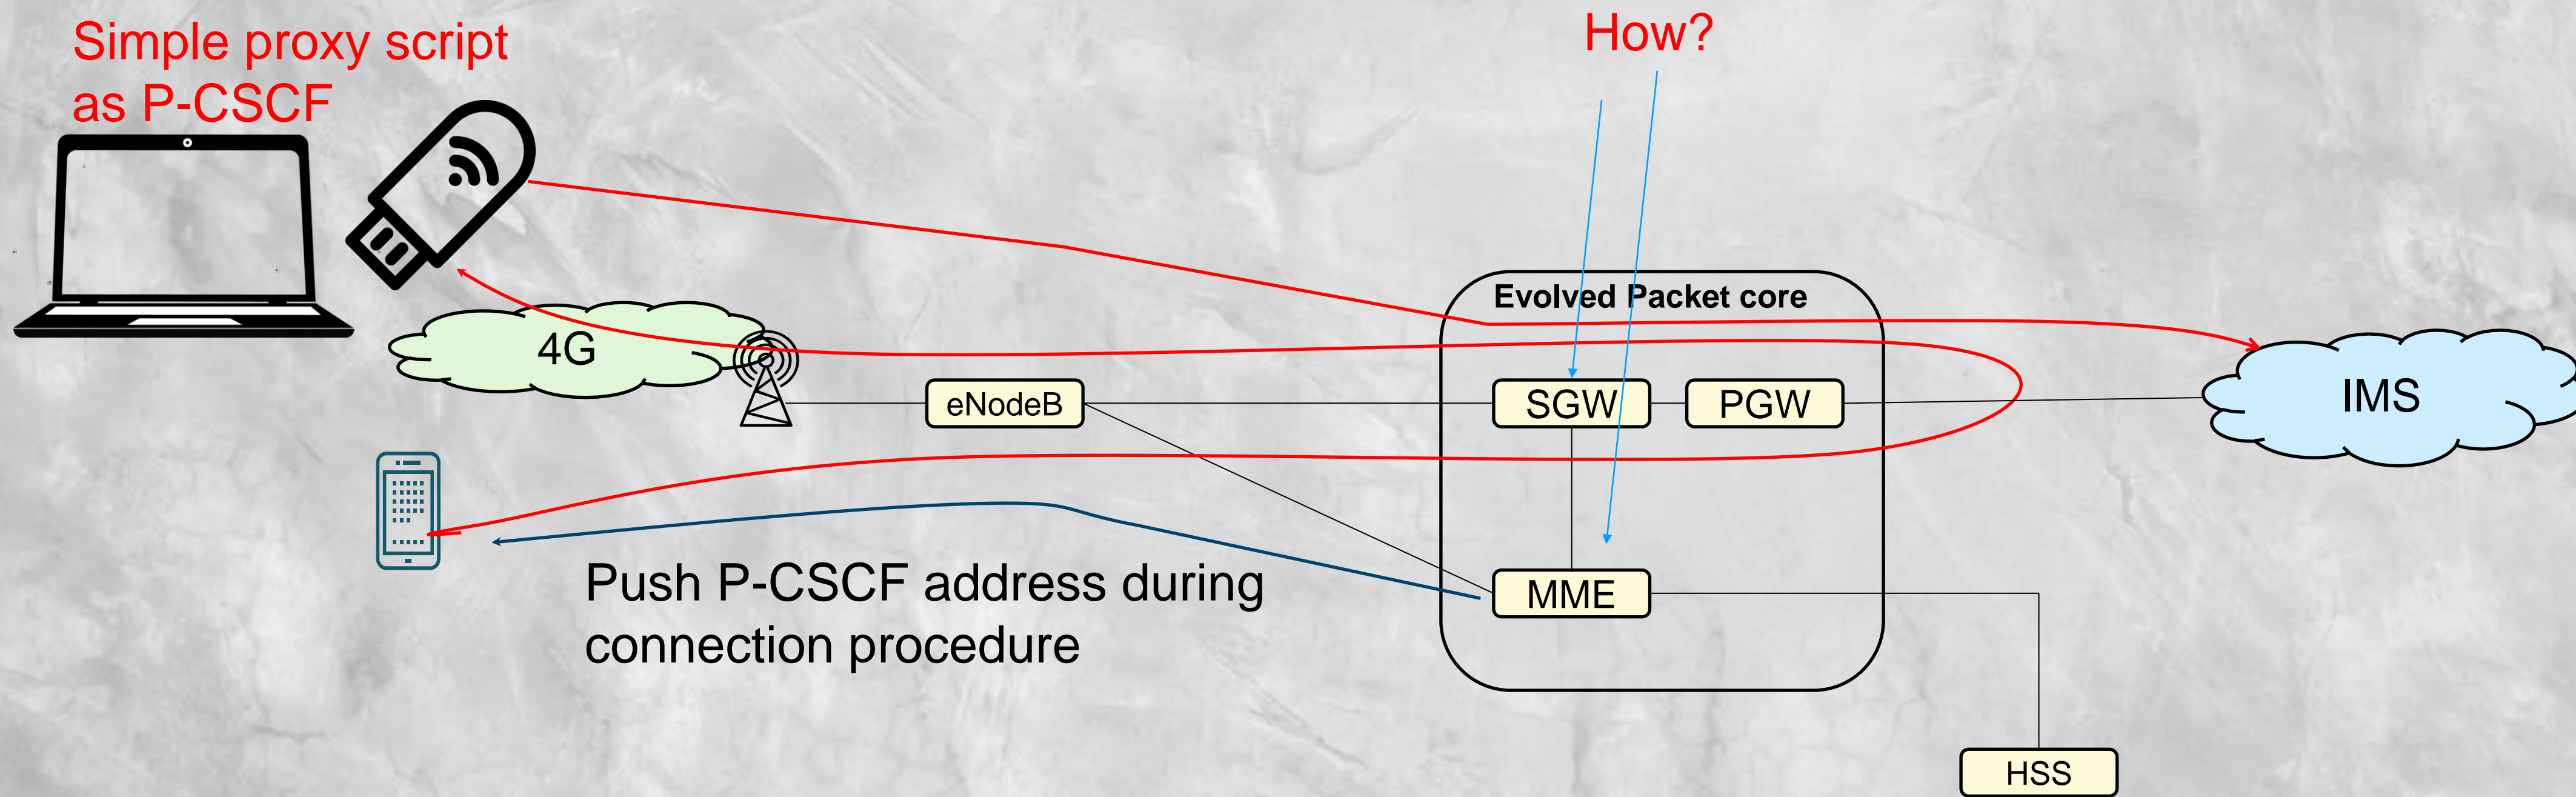 Simple proxy script
as P-CSCF
How?
Evolved Packet core
4G
eNodeB
SGW
PGW
IMS
Push P-CSCF address during
connection procedure
MME
HSS